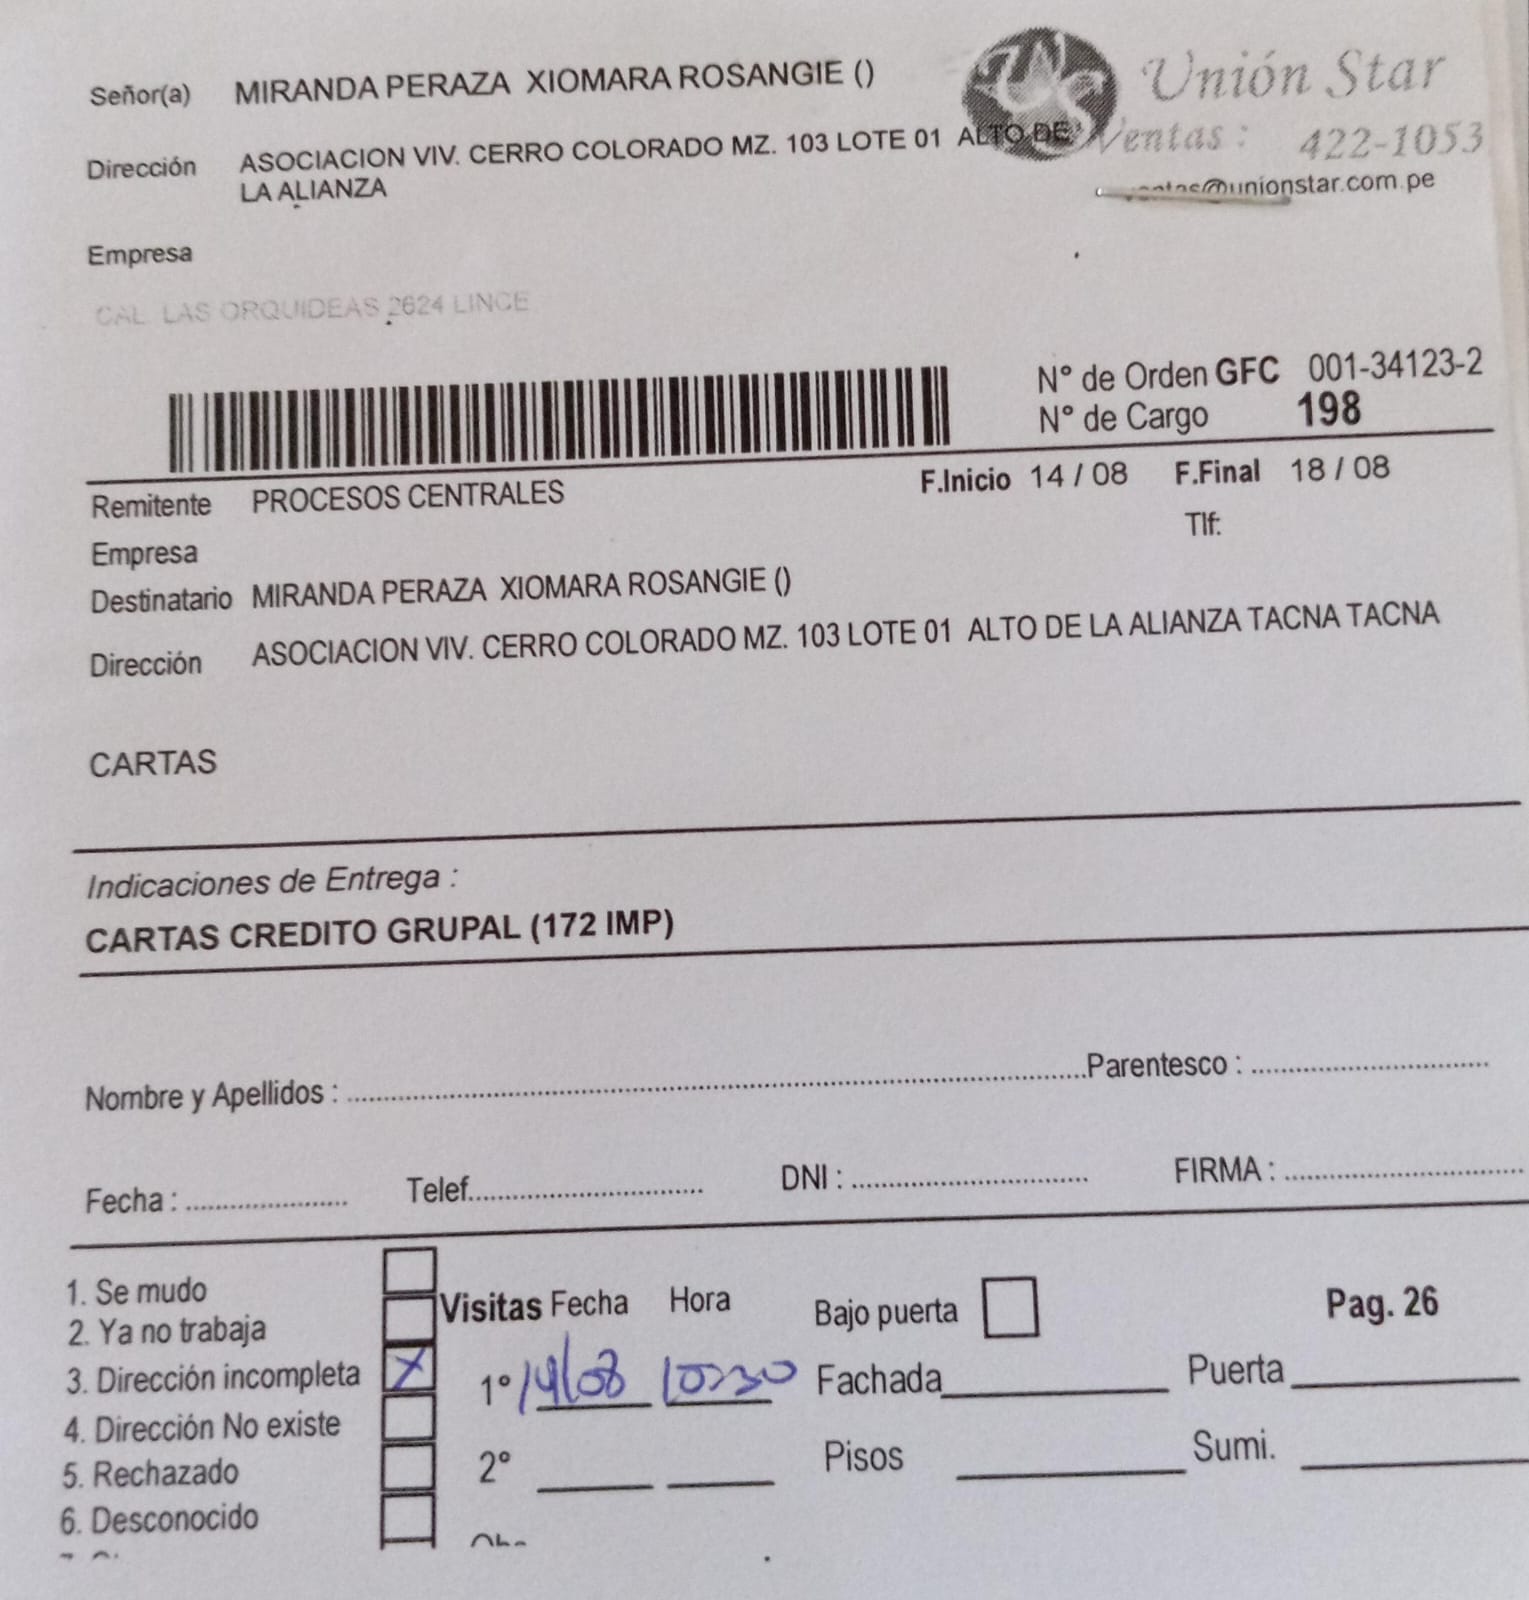 Señor(a) MIRANDA PERAZA XIOMARA ROSANGIE ()
Unión Star
Dirección ASOCIACION VIV. CERRO COLORADO MZ. 103 LOTE 01 ALTO DE
LA ALIANZA
Ventas : 422-1053
ventas@unionstar.com.pe
Empresa
CAL. LAS ORQUIDEAS 2624 LINCE
N° de Orden GFC 001-34123-2
N° de Cargo 198
Remitente PROCESOS CENTRALES F.Inicio 14 / 08 F.Final 18 / 08
Tlf:
Empresa
Destinatario MIRANDA PERAZA XIOMARA ROSANGIE ()
Dirección ASOCIACION VIV. CERRO COLORADO MZ. 103 LOTE 01 ALTO DE LA ALIANZA TACNA TACNA
CARTAS
Indicaciones de Entrega :
CARTAS CREDITO GRUPAL (172 IMP)
Nombre y Apellidos : Parentesco :
Fecha : Telef. DNI : FIRMA :
1. Se mudo
2. Ya no trabaja
3. Dirección incompleta X
4. Dirección No existe
5. Rechazado
6. Desconocido
Visitas Fecha Hora
1° 14/08 10:30
2°
Bajo puerta
Pag. 26
Fachada Puerta
Pisos Sumi.